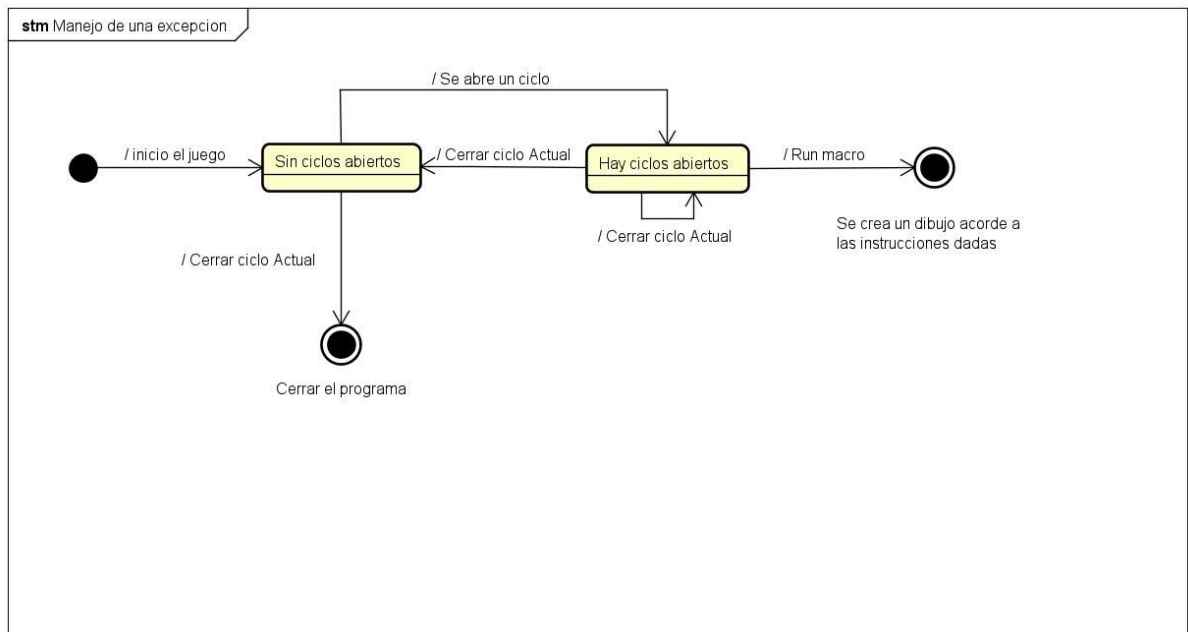 stm Manejo de una excepcion
/ Se abre un ciclo
/ inicio el juego
Sin ciclos abiertos
/ Cerrar ciclo Actual
Hay ciclos abiertos
/ Run macro
/ Cerrar ciclo Actual
Se crea un dibujo acorde a
las instrucciones dadas
/ Cerrar ciclo Actual
Cerrar el programa